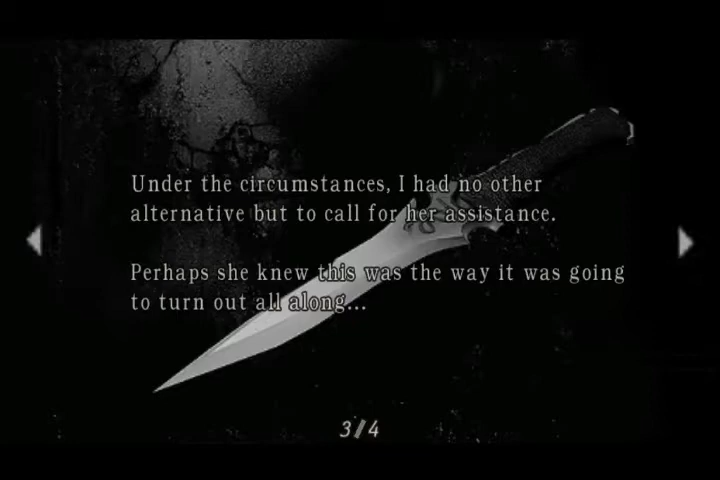 Under the circumstances, I had no other
alternative but to call for her assistance.
Perhaps she knew this was the way it was going
to turn out all along...
3/4